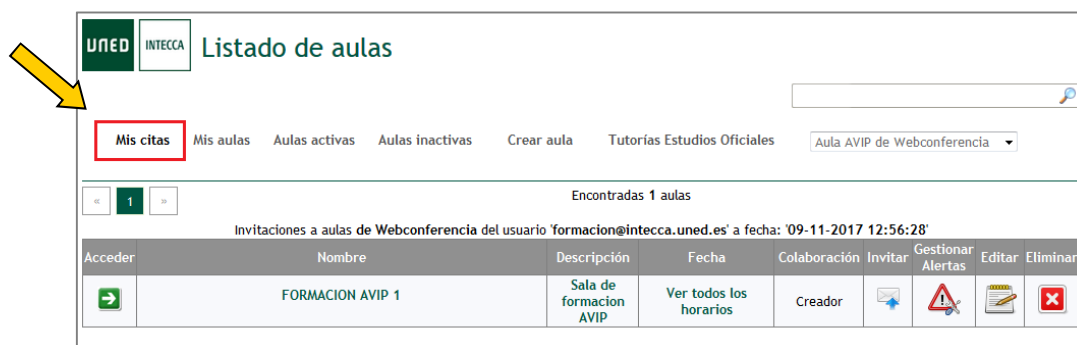 UNED INTECCA Listado de aulas
Mis citas Mis aulas Aulas activas Aulas inactivas Crear aula Tutorías Estudios Oficiales Aula AVIP de Webconferencia
« 1 » Encontradas 1 aulas
Invitaciones a aulas de Webconferencia del usuario 'formacion@intecca.uned.es' a fecha: '09-11-2017 12:56:28'
Acceder Nombre Descripción Fecha Colaboración Invitar Gestionar Alertas Editar Eliminar
FORMACION AVIP 1 Sala de formacion AVIP Ver todos los horarios Creador